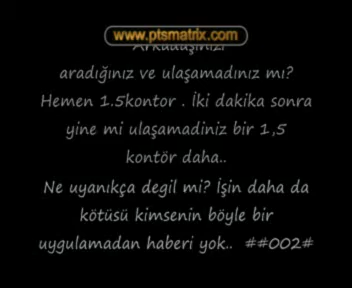 www.ptsmatrix.com
Arkadaşınızı
aradığınız ve ulaşamadınız mı?
Hemen 1.5kontor . İki dakika sonra
yine mi ulaşamadiniz bir 1,5
kontör daha..
Ne uyanıkça degil mi? İşin daha da
kötüsü kimsenin böyle bir
uygulamadan haberi yok..  ##002#